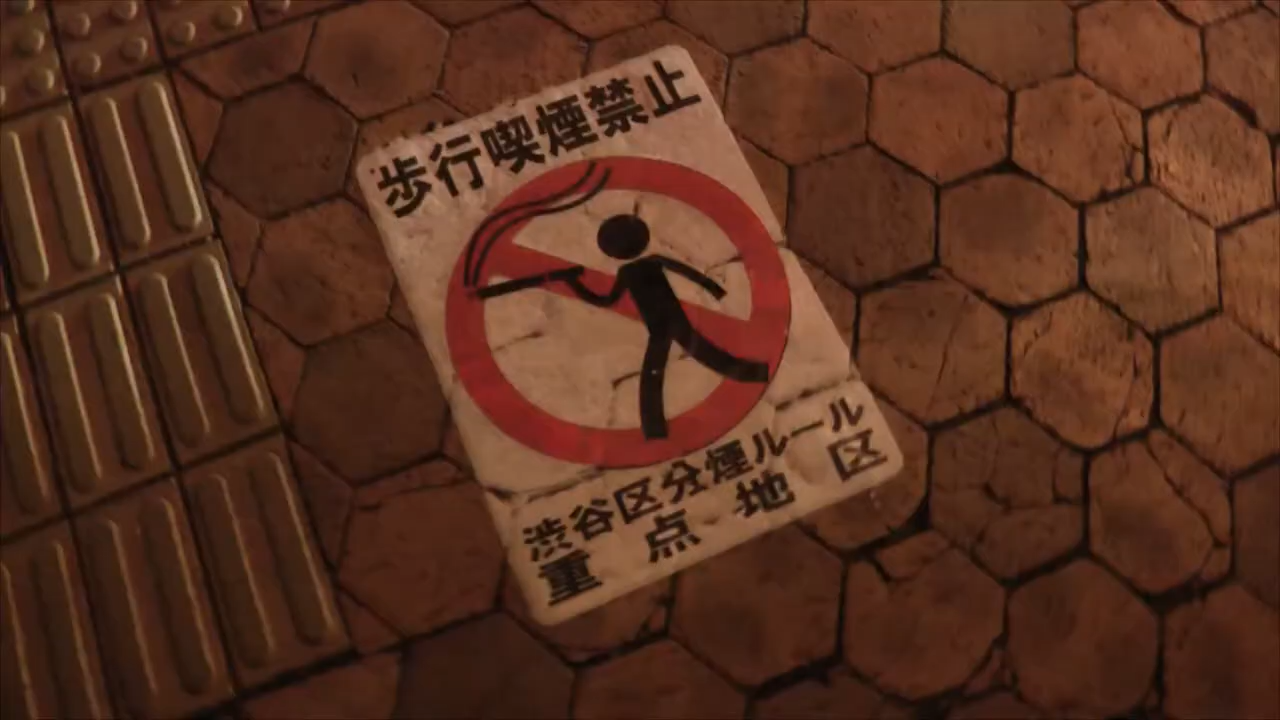 歩行喫煙禁止
渋谷区分煙ルール
重点地区